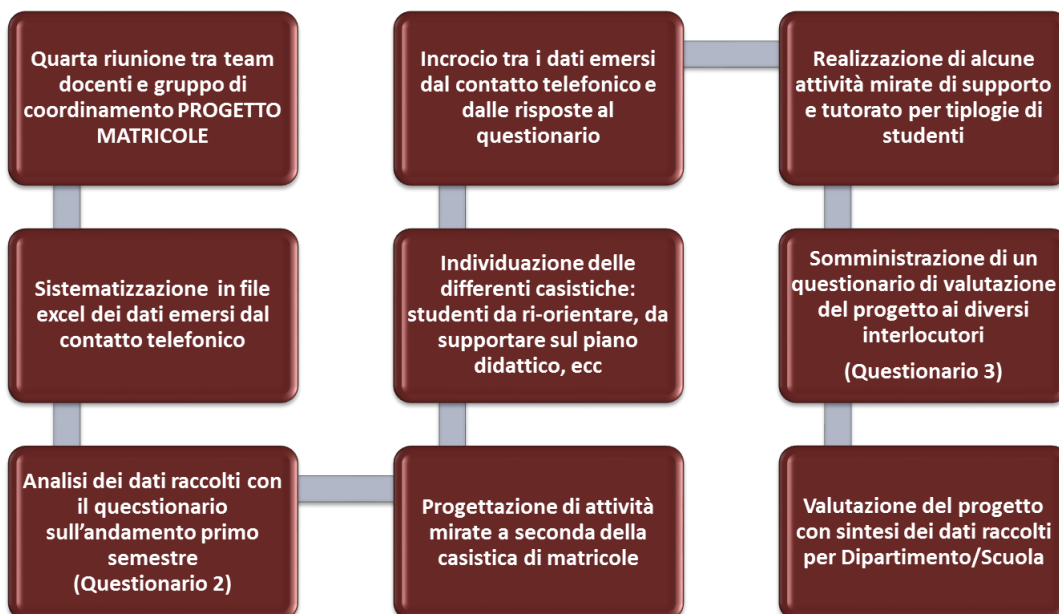 Quarta riunione tra team
docenti e gruppo di
coordinamento PROGETTO
MATRICOLE
Sistematizzazione in file
excel dei dati emersi dal
contatto telefonico
Analisi dei dati raccolti con
il quecstionario
sull'andamento primo
semestre
(Questionario 2)
Progettazione di attività
mirate a seconda della
casistica di matricole
Individuazione delle
differenti casistiche:
studenti da ri-orientare, da
supportare sul piano
didattico, ecc
Incrocio tra i dati emersi
dal contatto telefonico e
dalle risposte al
questionario
Realizzazione di alcune
attività mirate di supporto
e tutorato per tiplogie di
studenti
Somministrazione di un
questionario di valutazione
del progetto ai diversi
interlocutori
(Questionario 3)
Valutazione del progetto
con sintesi dei dati raccolti
per Dipartimento/Scuola